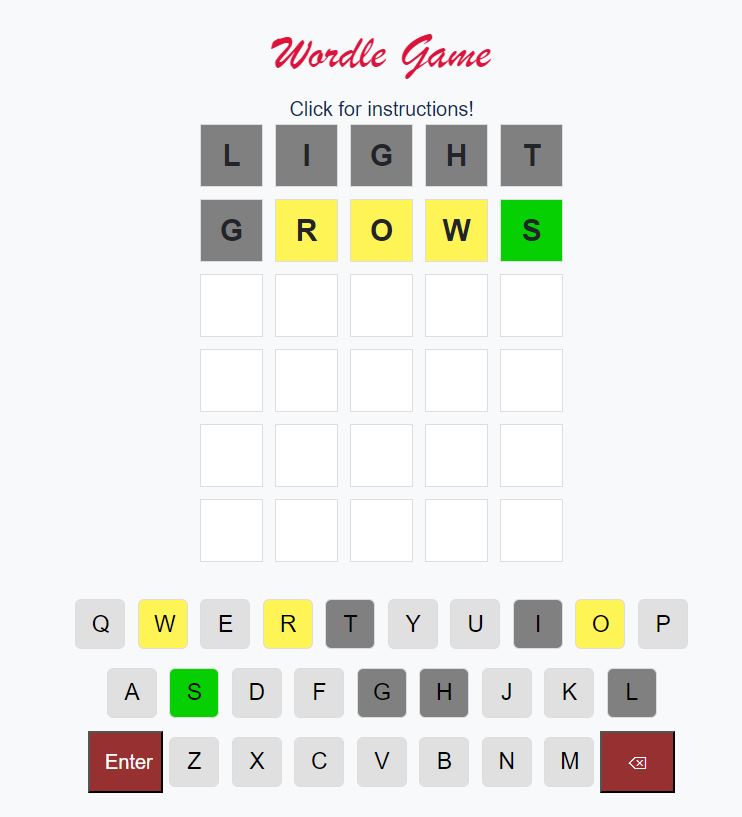 Wordle Game
Click for instructions!
L I G H T
G R O W S
Q W E R T Y U I O P
A S D F G H J K L
Enter Z X C V B N M ⌫